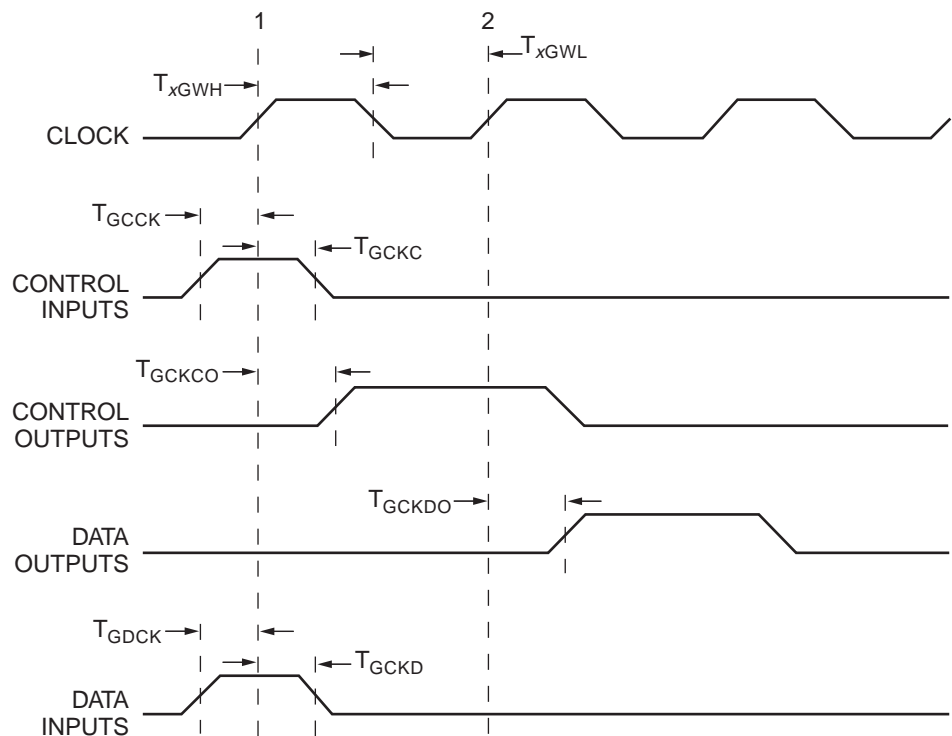 1 2
TxGWL
TxGWH
CLOCK
TGCCK
TGCKC
CONTROL
INPUTS
TGCKCO
CONTROL
OUTPUTS
TGCKDO
DATA
OUTPUTS
TGDCK
TGCKD
DATA
INPUTS